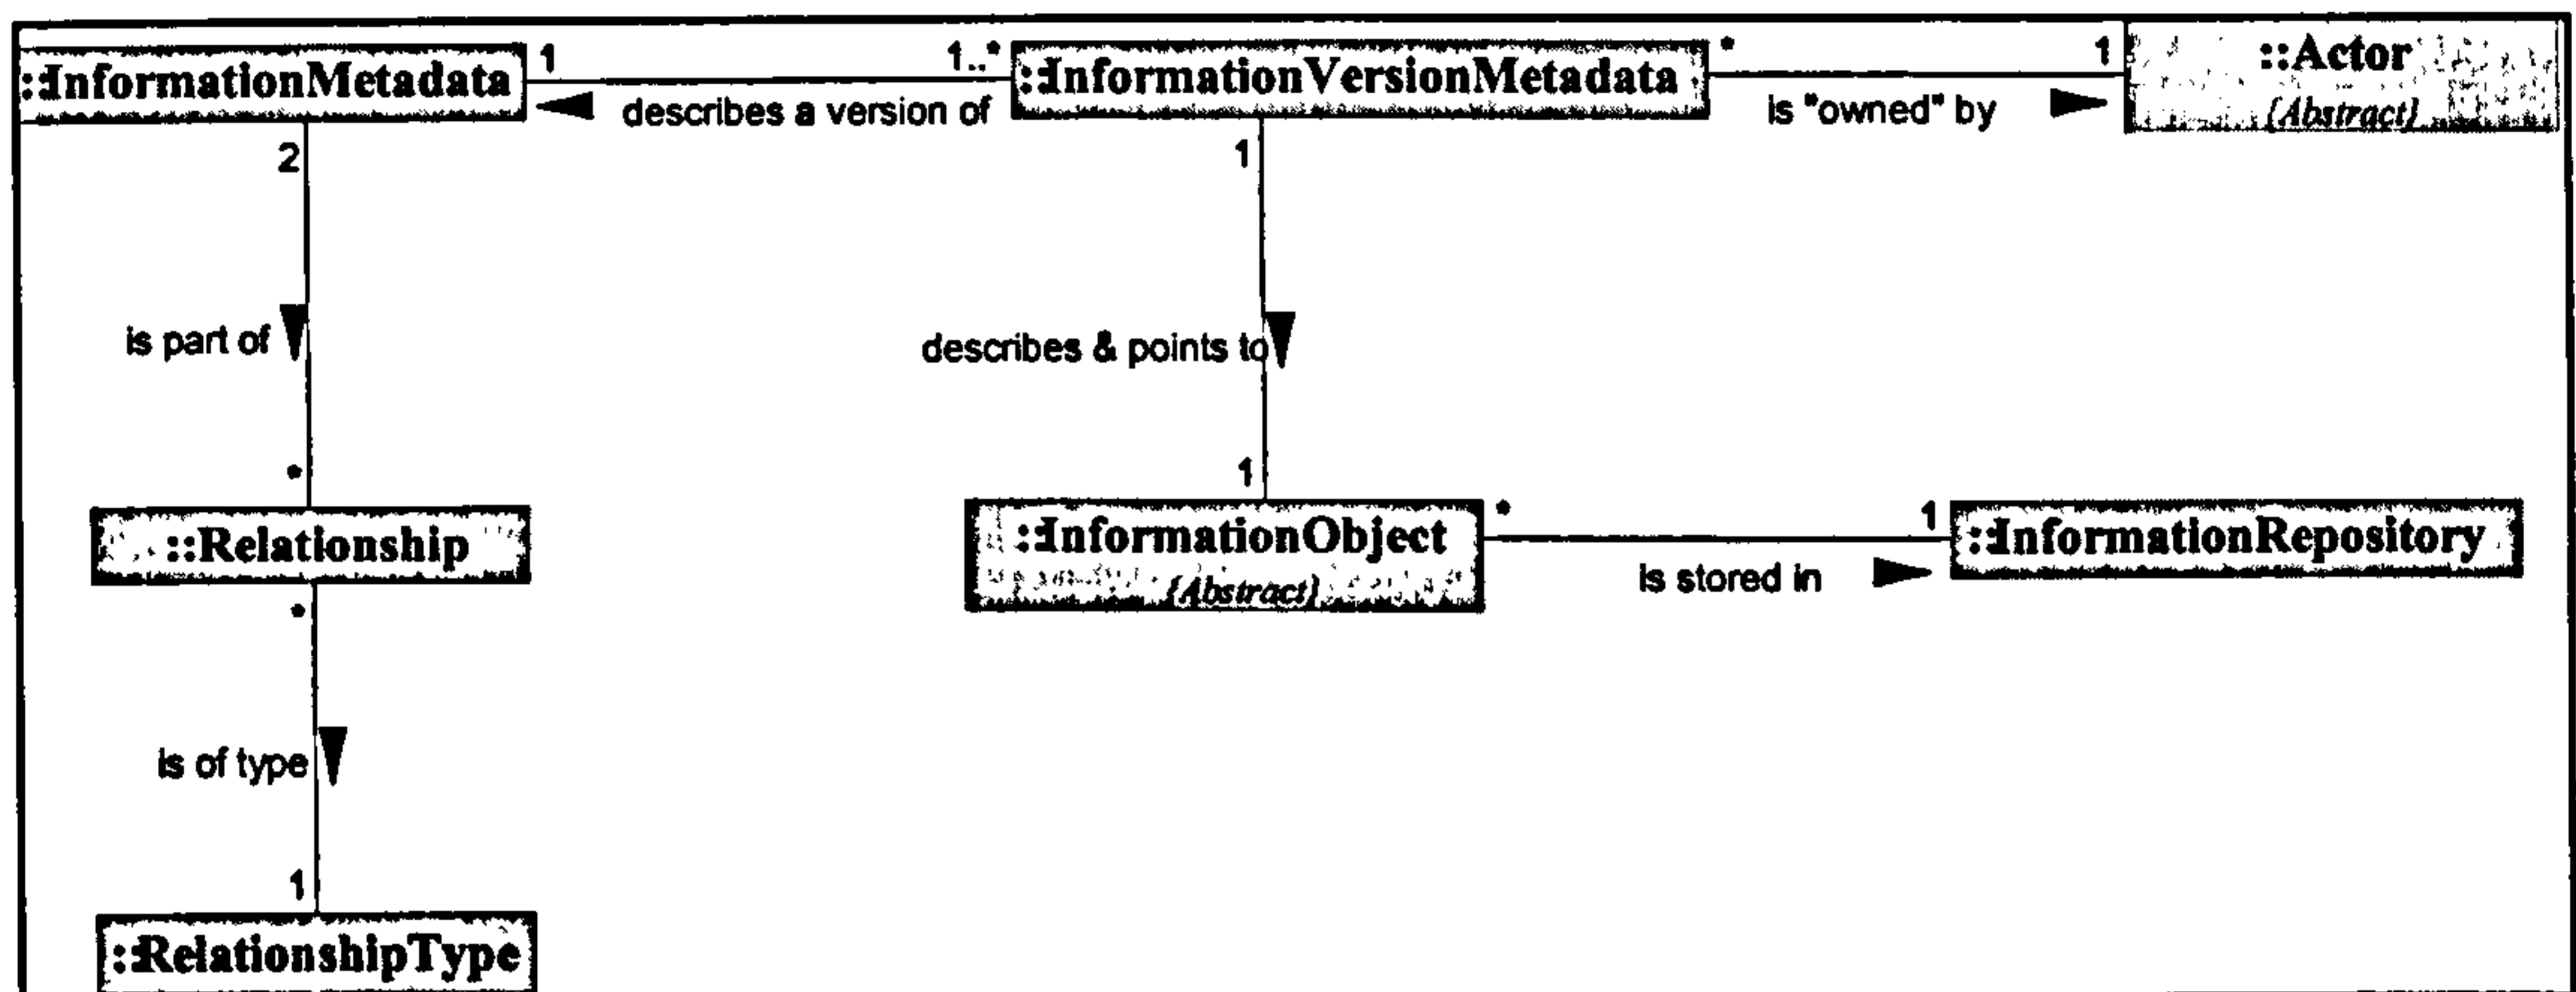 ::InformationMetadata 1 1..* ::InformationVersionMetadata * 1 ::Actor
{Abstract}
describes a version of
is "owned" by
2
1
is part of
describes & points to
*
1
::Relationship
::InformationObject * 1 ::InformationRepository
{Abstract}
is stored in
*
is of type
1
::RelationshipType